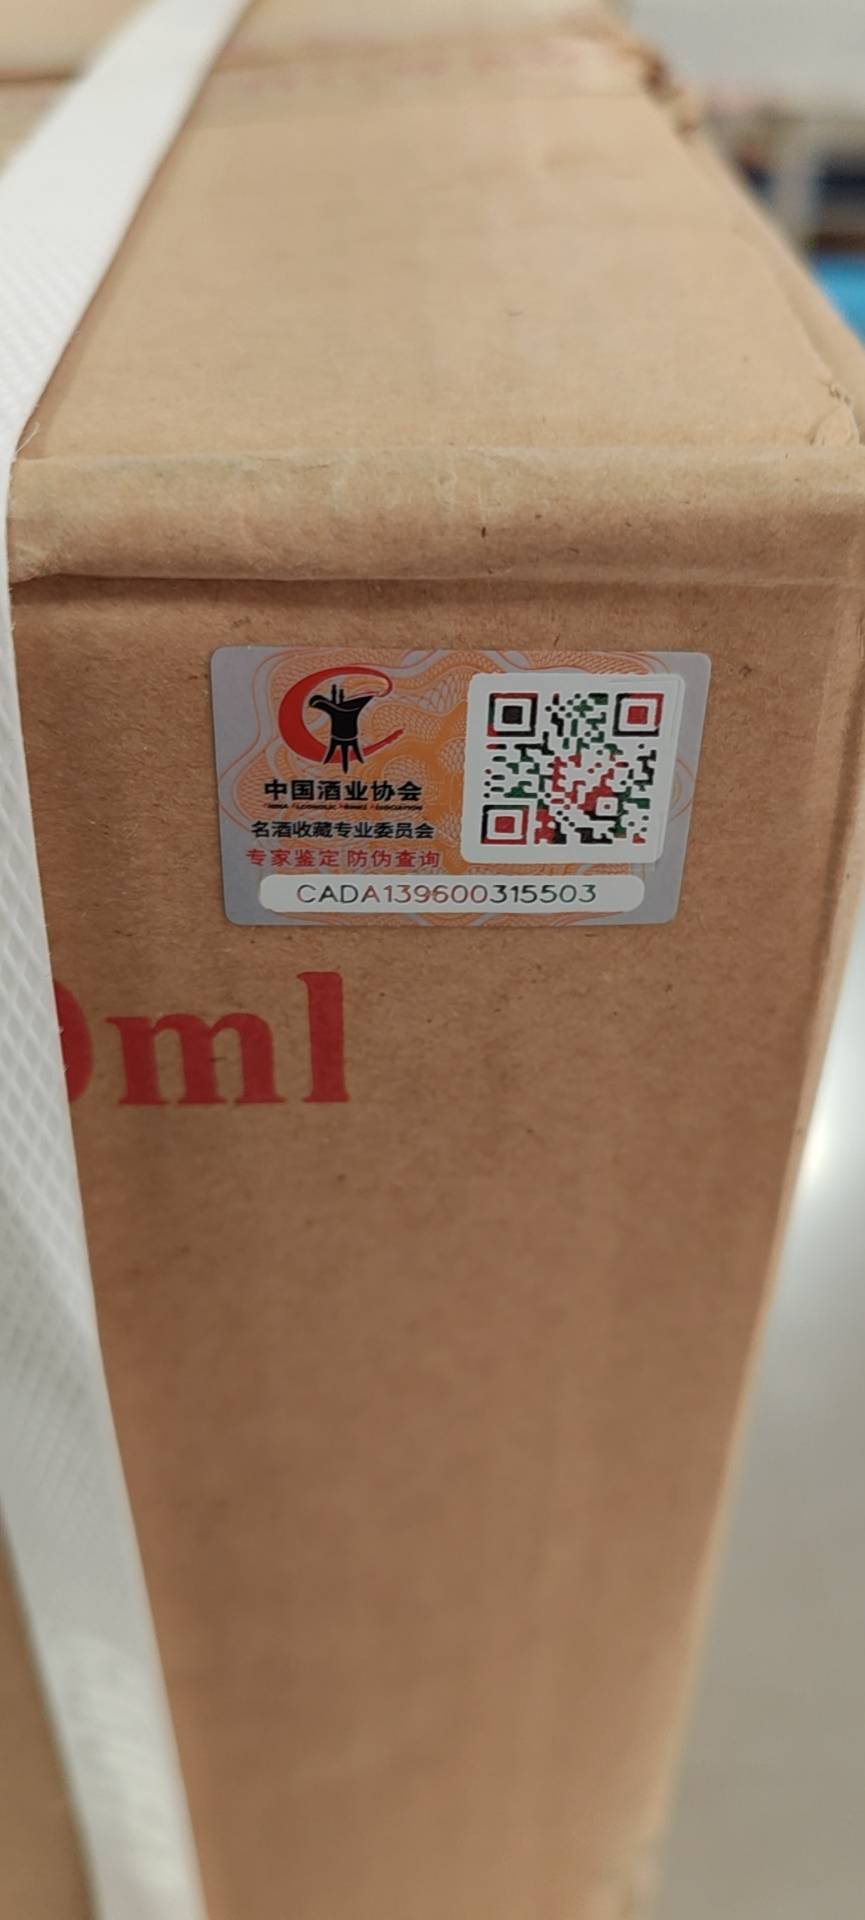 中国酒业协会
名酒收藏专业委员会
专家鉴定 防伪查询
CADA139600315503
0ml